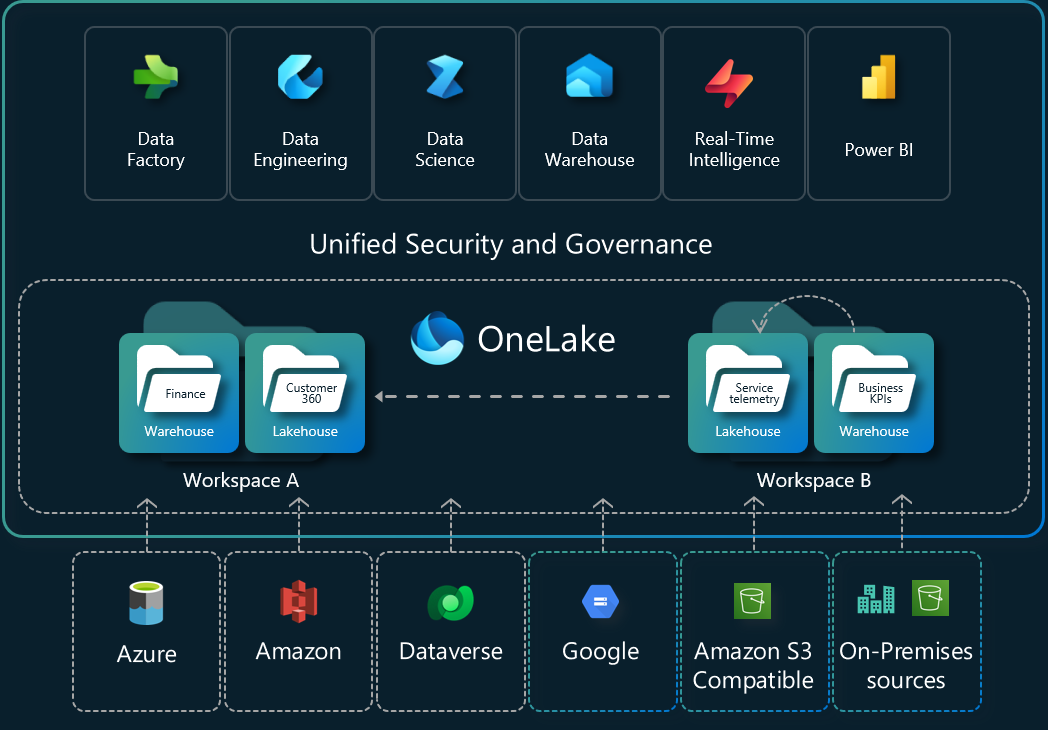 Data
Factory
Data
Engineering
Data
Science
Data
Warehouse
Real-Time
Intelligence
Power BI
Unified Security and Governance
OneLake
Finance
Warehouse
Customer
360
Lakehouse
Workspace A
Service
telemetry
Lakehouse
Business
KPIs
Warehouse
Workspace B
Azure
Amazon
Dataverse
Google
Amazon S3
Compatible
On-Premises
sources